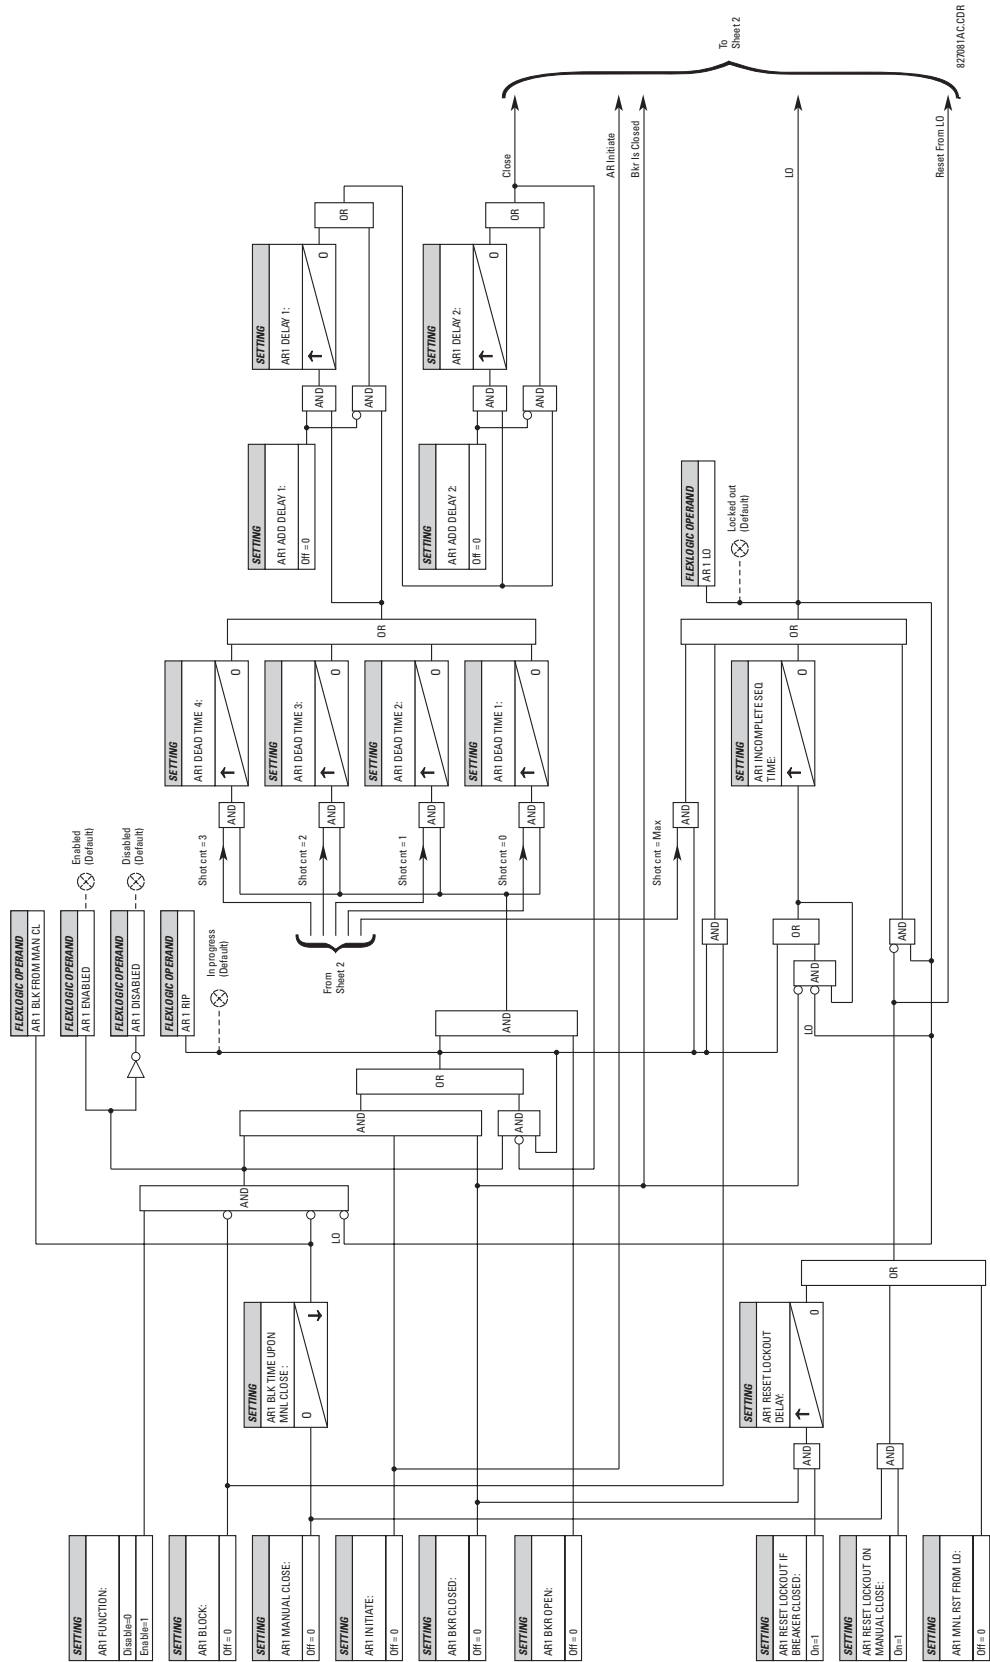 SETTING
AR1 FUNCTION:
Disable=0
Enable=1
SETTING
AR1 BLOCK:
Off = 0
SETTING
AR1 MANUAL CLOSE:
Off = 0
SETTING
AR1 INITIATE:
Off = 0
SETTING
AR1 BKR CLOSED:
Off = 0
SETTING
AR1 BKR OPEN:
Off = 0
SETTING
AR1 RESET LOCKOUT IF
BREAKER CLOSED:
On=1
SETTING
AR1 RESET LOCKOUT ON
MANUAL CLOSE:
On=1
SETTING
AR1 MNL RST FROM LO:
Off = 0
SETTING
AR1 BLK TIME UPON
MNL CLOSE :
0
SETTING
AR1 RESET LOCKOUT
DELAY:
0
AND
AND
OR
AND
LO
AND
AND
OR
AND
FLEXLOGIC OPERAND
AR1 BLK FROM MAN CL
FLEXLOGIC OPERAND
AR 1 ENABLED
Enabled
(Default)
FLEXLOGIC OPERAND
AR1 DISABLED
Disabled
(Default)
FLEXLOGIC OPERAND
AR 1 RIP
In progress
(Default)
From
Sheet 2
Shot cnt = 3
Shot cnt = 2
Shot cnt = 1
Shot cnt = 0
Shot cnt = Max
AND
AND
AND
AND
AND
AND
LO
AND
OR
AND
SETTING
AR1 DEAD TIME 4:
0
SETTING
AR1 DEAD TIME 3:
0
SETTING
AR1 DEAD TIME 2:
0
SETTING
AR1 DEAD TIME 1:
0
SETTING
AR1 INCOMPLETE SEQ
TIME:
0
OR
OR
FLEXLOGIC OPERAND
AR 1 LO
Locked out
(Default)
SETTING
AR1 ADD DELAY 1:
Off = 0
SETTING
AR1 ADD DELAY 2:
Off = 0
AND
AND
AND
AND
SETTING
AR1 DELAY 1:
0
SETTING
AR1 DELAY 2:
0
OR
OR
Close
AR Initiate
Bkr Is Closed
LO
Reset From LO
To
Sheet 2
827081AC.CDR